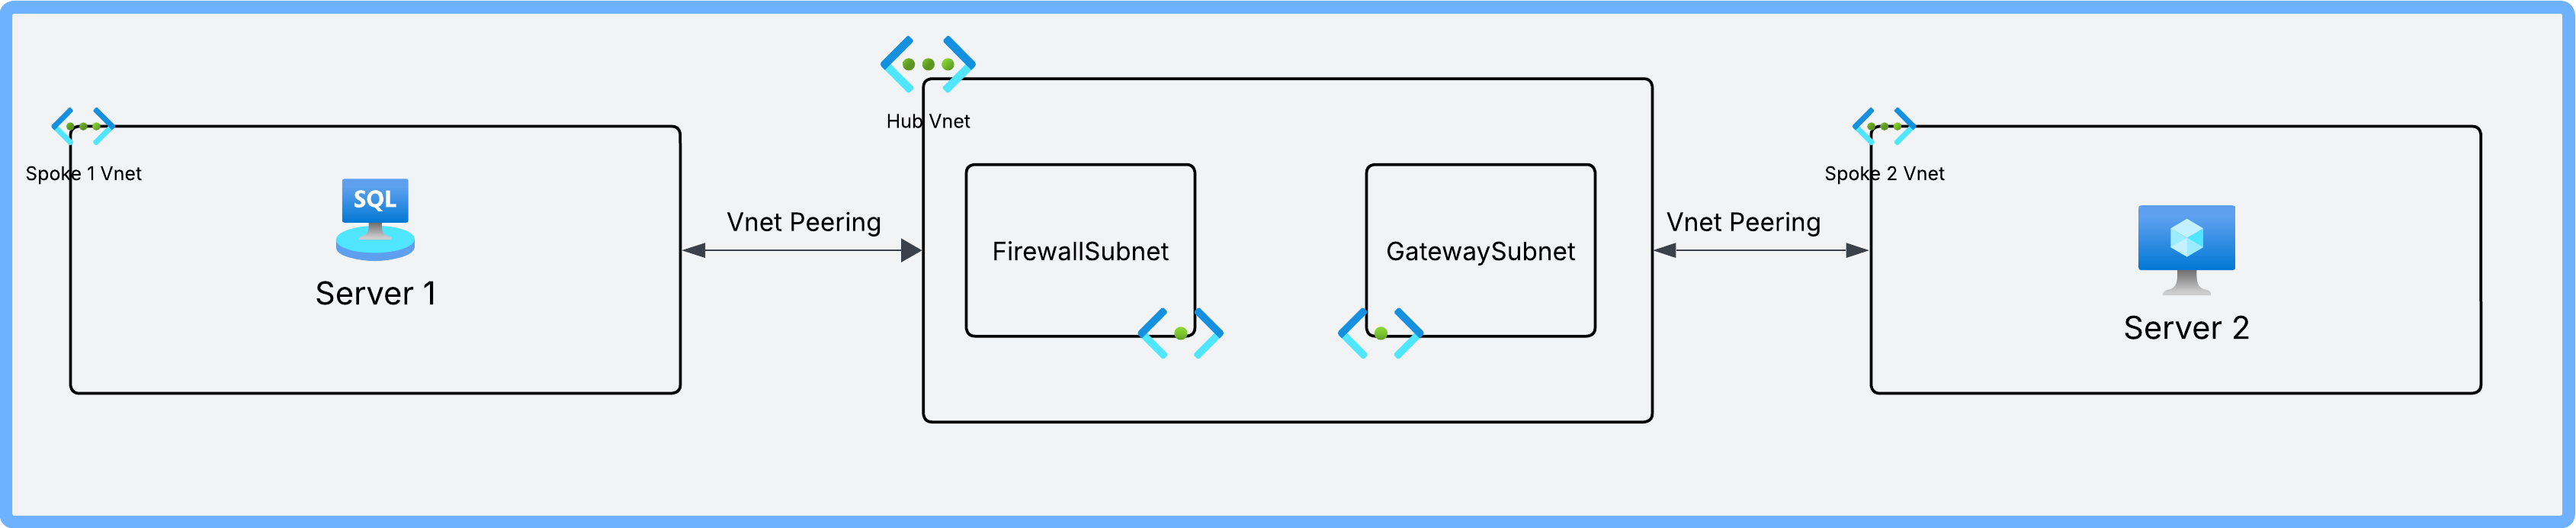 Hub Vnet
Spoke 1 Vnet
SQL
Server 1
Vnet Peering
FirewallSubnet
GatewaySubnet
Vnet Peering
Spoke 2 Vnet
Server 2